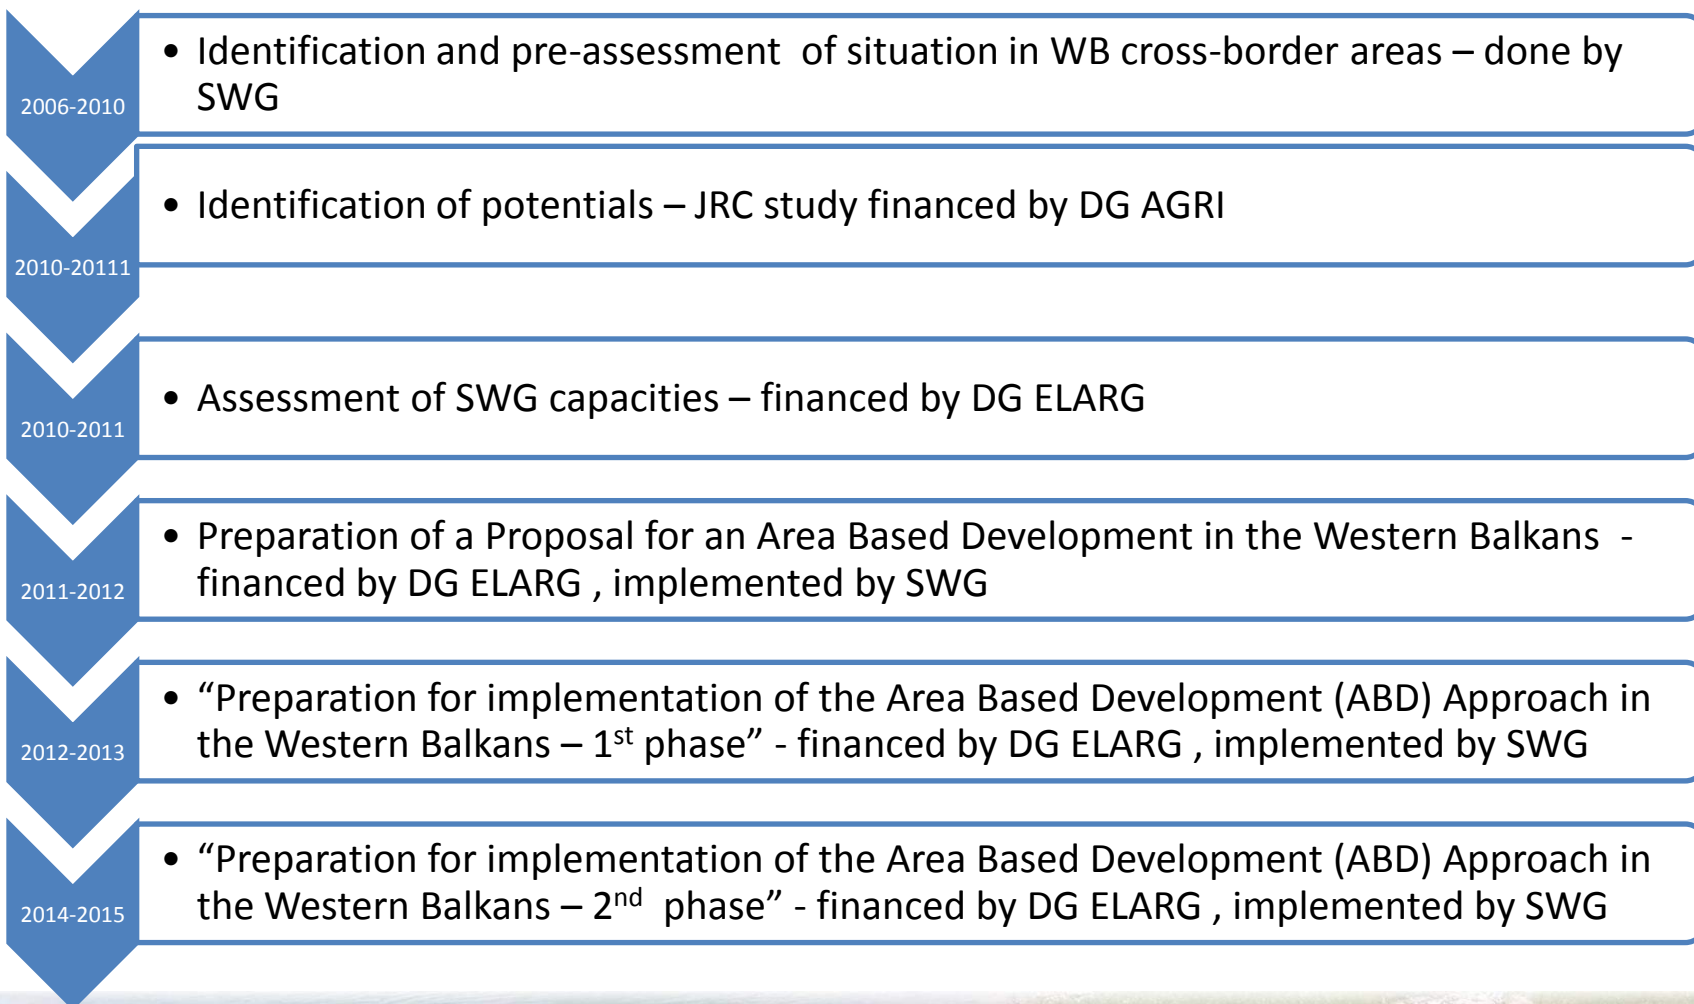 2006-2010
• Identification and pre-assessment of situation in WB cross-border areas – done by
SWG
2010-20111
• Identification of potentials – JRC study financed by DG AGRI
2010-2011
• Assessment of SWG capacities – financed by DG ELARG
2011-2012
• Preparation of a Proposal for an Area Based Development in the Western Balkans -
financed by DG ELARG , implemented by SWG
2012-2013
• “Preparation for implementation of the Area Based Development (ABD) Approach in
the Western Balkans – 1st phase” - financed by DG ELARG , implemented by SWG
2014-2015
• “Preparation for implementation of the Area Based Development (ABD) Approach in
the Western Balkans – 2nd phase” - financed by DG ELARG , implemented by SWG